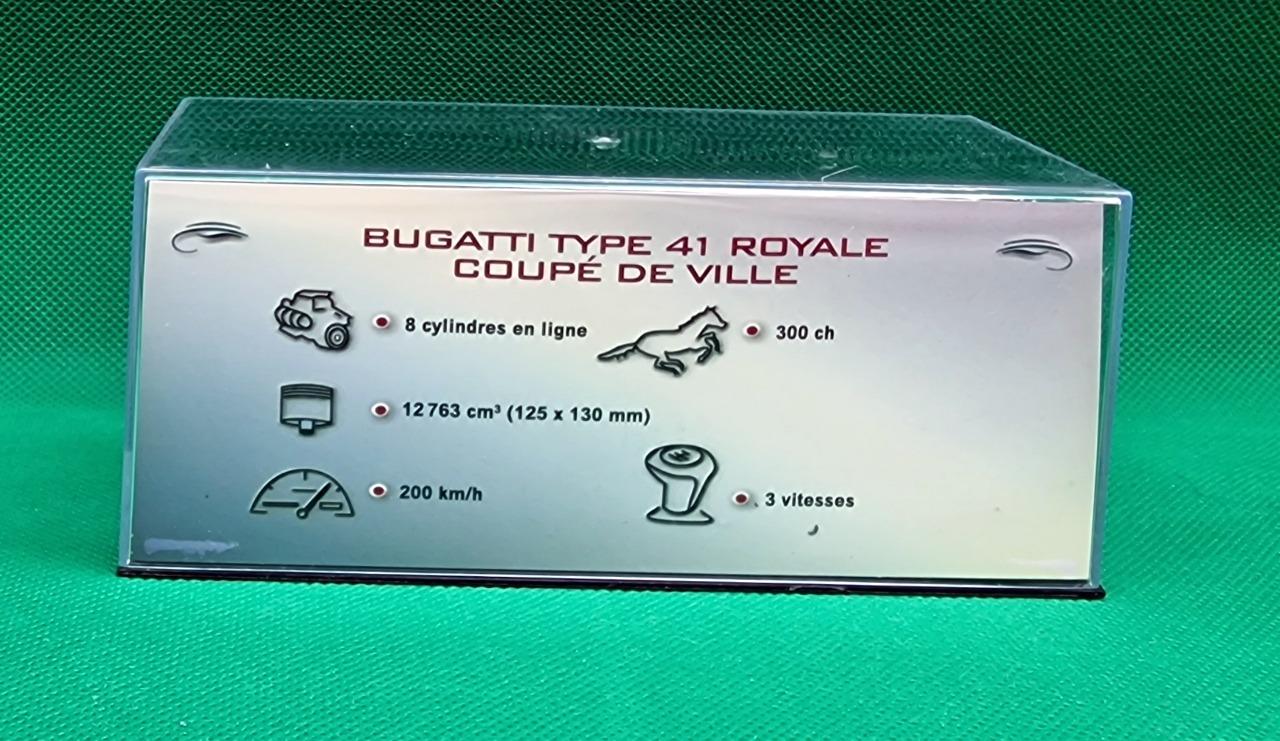 BUGATTI TYPE 41 ROYALE
COUPÉ DE VILLE
8 cylindres en ligne
300 ch
12 763 cm³ (125 x 130 mm)
200 km/h
3 vitesses